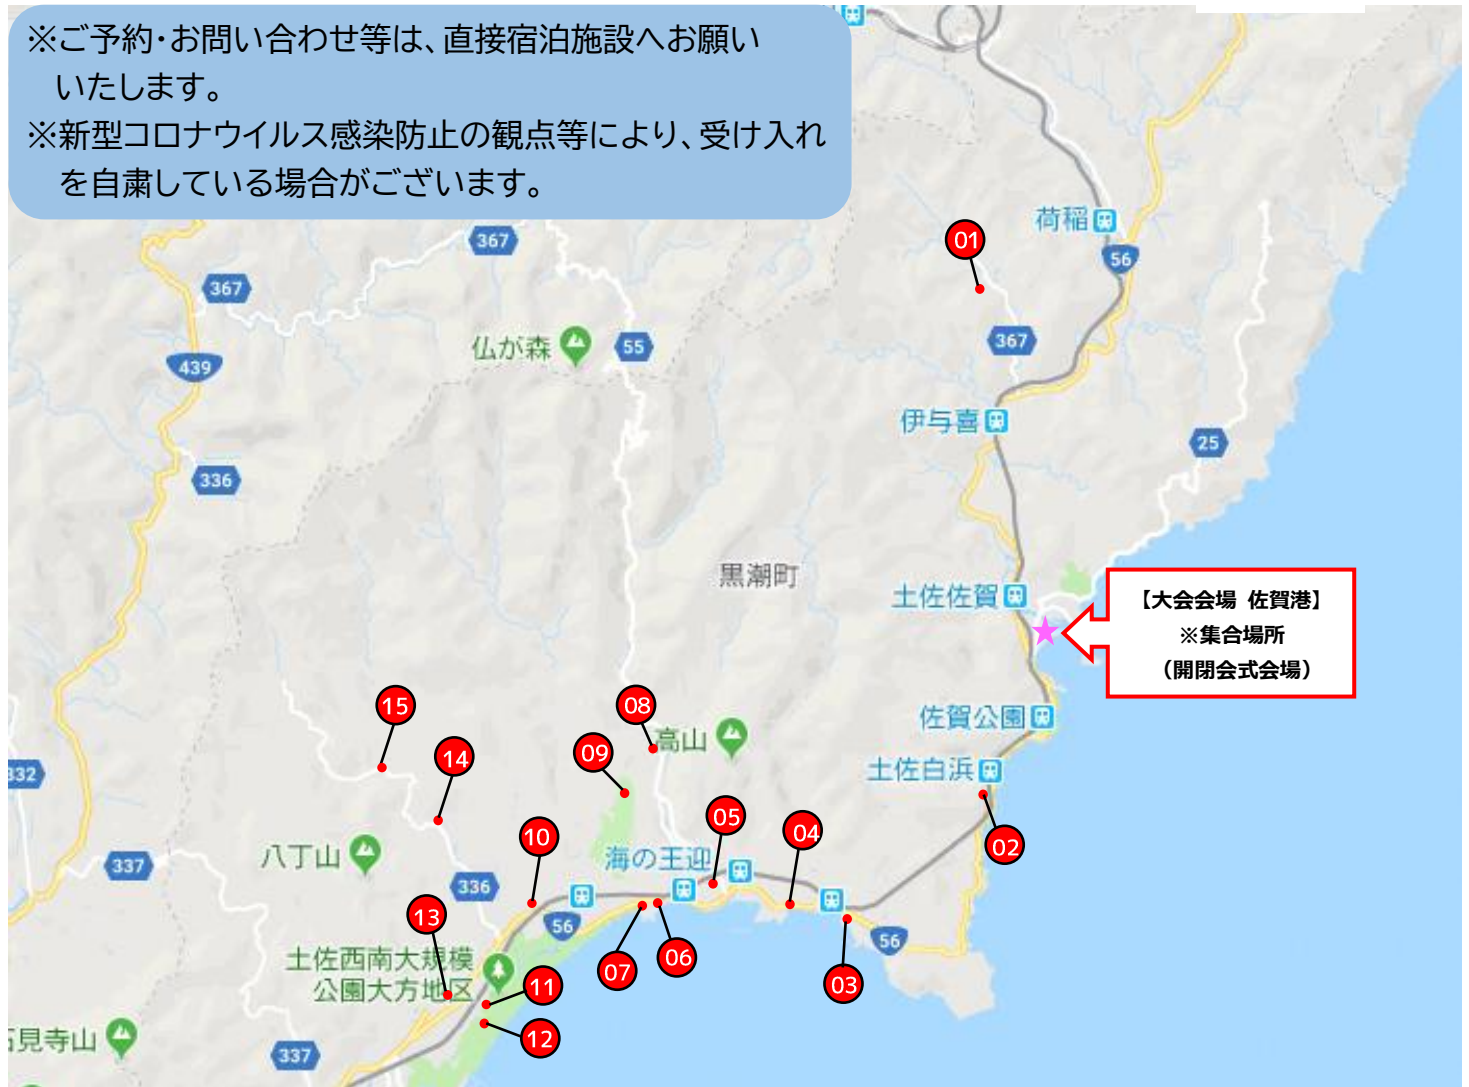 ※ご予約･お問い合わせ等は、直接宿泊施設へお願い
いたします。
※新型コロナウイルス感染防止の観点等により、受け入れ
を自粛している場合がございます。
荷稲
01
56
367
367
仏が森
55
367
439
伊与喜
25
336
黒潮町
土佐佐賀
【大会会場 佐賀港】
※集合場所
（開閉会式会場）
15
08
佐賀公園
高山
14
09
土佐白浜
332
05
04
10
02
八丁山
海の王迎
337
336
13
56
56
土佐西南大規模
公園大方地区
07
06
03
11
12
石見寺山
337